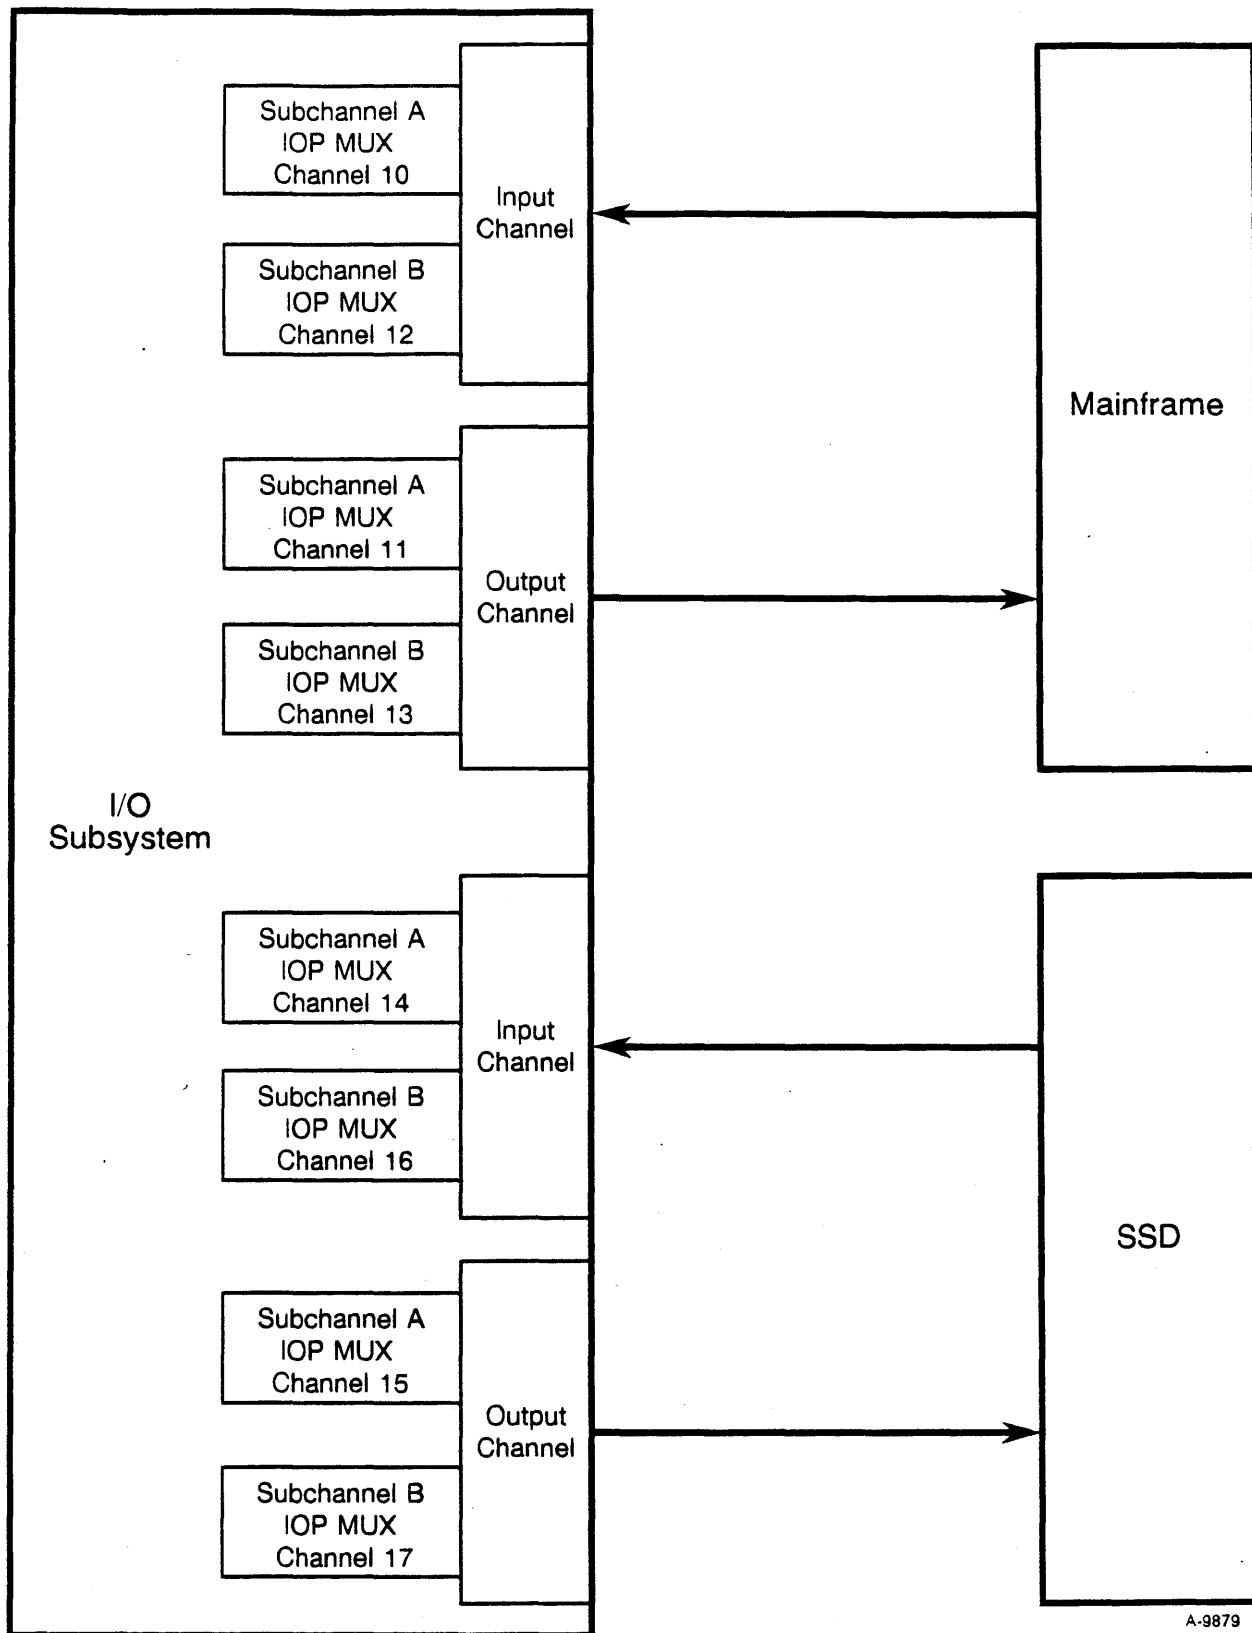 Subchannel A
IOP MUX
Channel 10
Subchannel B
IOP MUX
Channel 12
Input
Channel
Subchannel A
IOP MUX
Channel 11
Subchannel B
IOP MUX
Channel 13
Output
Channel
Mainframe
I/O
Subsystem
Subchannel A
IOP MUX
Channel 14
Subchannel B
IOP MUX
Channel 16
Input
Channel
Subchannel A
IOP MUX
Channel 15
Subchannel B
IOP MUX
Channel 17
Output
Channel
SSD
A-9879